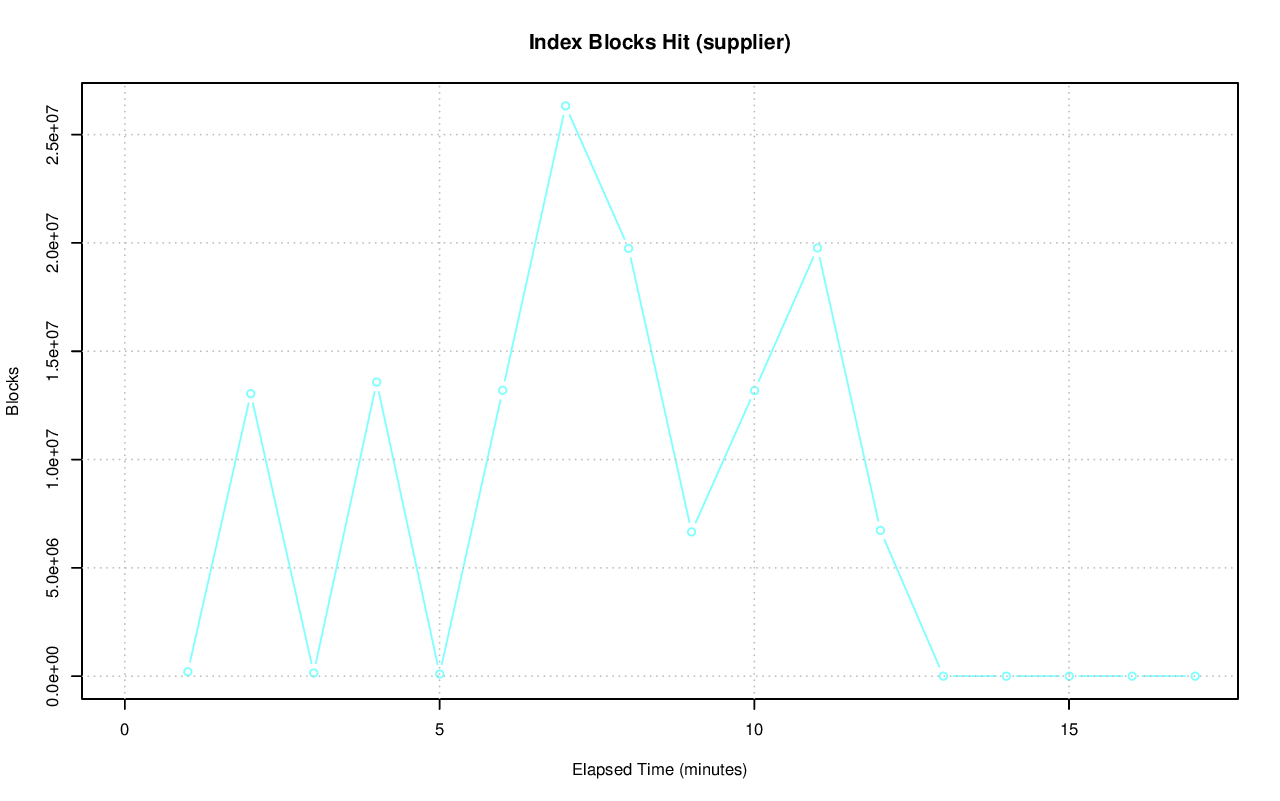 Index Blocks Hit (supplier)
Blocks
2.5e+07
2.0e+07
1.5e+07
1.0e+07
5.0e+06
0.0e+00
0 5 10 15
Elapsed Time (minutes)